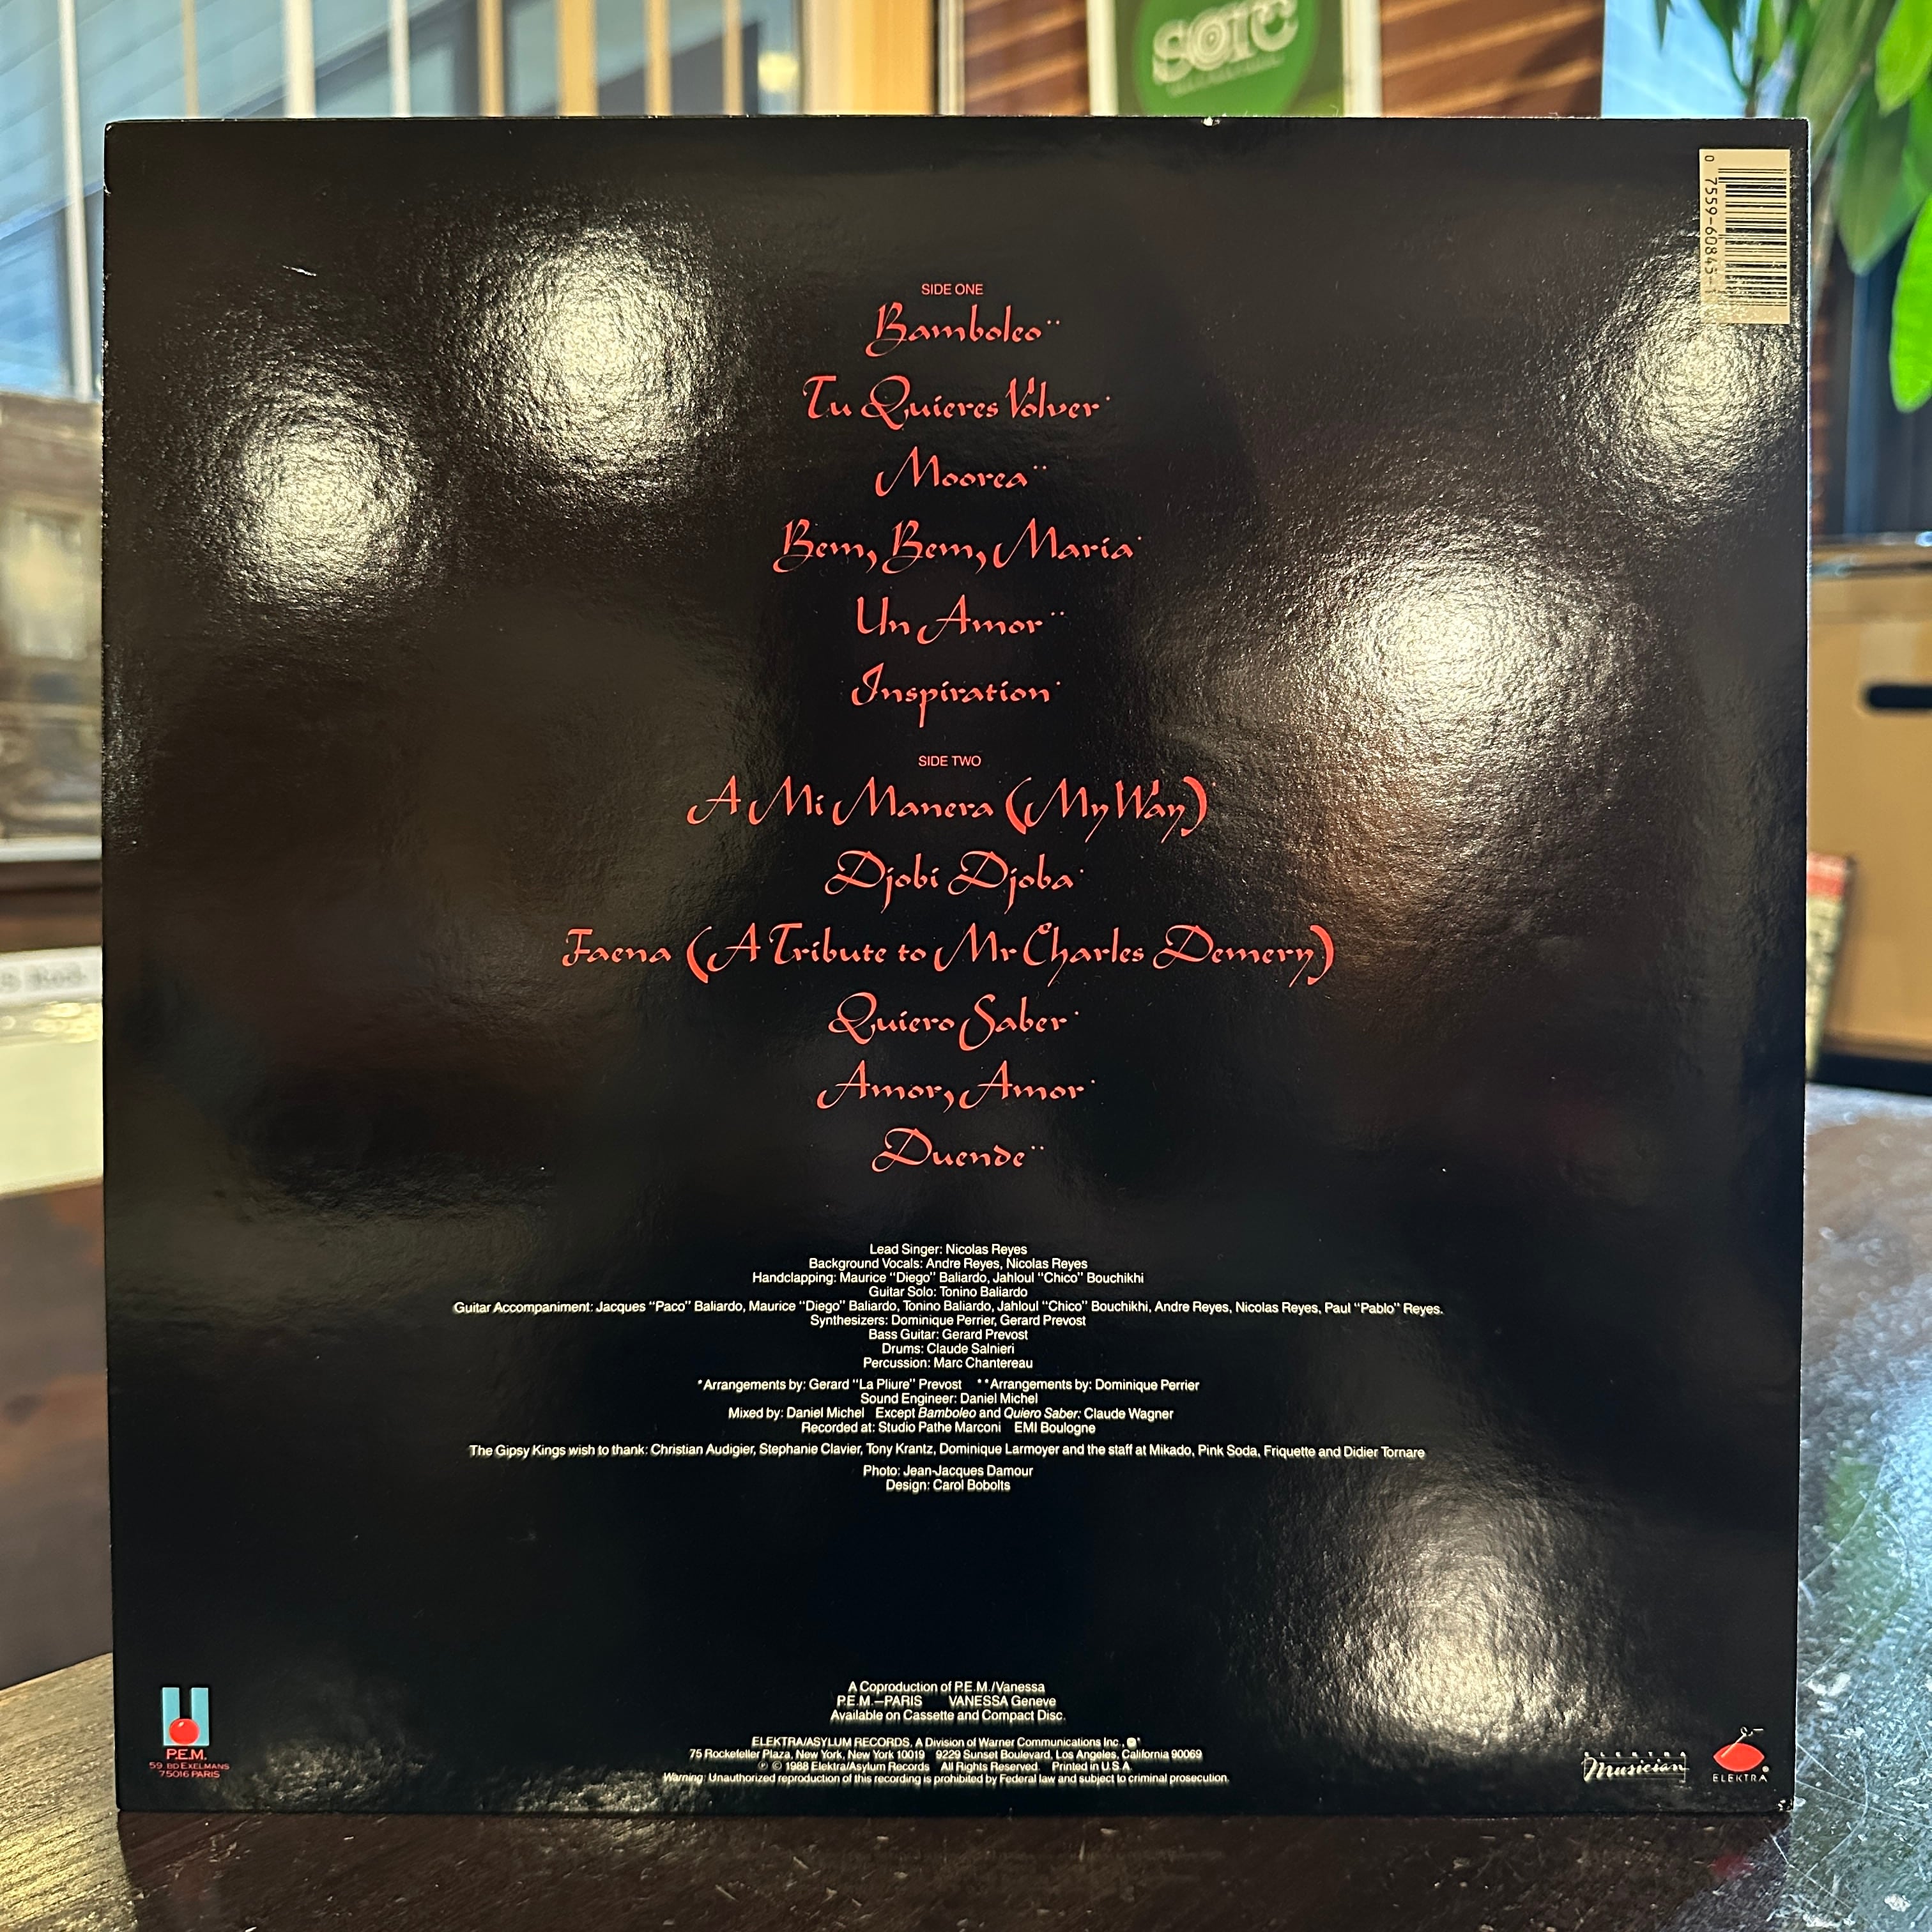 SOIC
0 7559-60845-1
SIDE ONE
Bamboleo¨
Tu Quieres Volver˙
Moorea¨
Bem, Bem, Maria˙
Un Amor¨
Inspiration˙
SIDE TWO
A Mi Manera (My Way)˙
Djobi Djoba˙
Faena (A Tribute to Mr Charles Demery)
Quiero Saber˙
Amor, Amor˙
Duende¨
Lead Singer: Nicolas Reyes
Background Vocals: Andre Reyes, Nicolas Reyes
Handclapping: Maurice "Diego" Baliardo, Jahloul "Chico" Bouchikhi
Guitar Solo: Tonino Baliardo
Guitar Accompaniment: Jacques "Paco" Baliardo, Maurice "Diego" Baliardo, Tonino Baliardo, Jahloul "Chico" Bouchikhi, Andre Reyes, Nicolas Reyes, Paul "Pablo" Reyes.
Synthesizers: Dominique Perrier, Gerard Prevost
Bass Guitar: Gerard Prevost
Drums: Claude Salnieri
Percussion: Marc Chantereau
*Arrangements by: Gerard "La Pliure" Prevost **Arrangements by: Dominique Perrier
Sound Engineer: Daniel Michel
Mixed by: Daniel Michel Except Bamboleo and Quiero Saber: Claude Wagner
Recorded at: Studio Pathe Marconi EMI Boulogne
The Gipsy Kings wish to thank: Christian Audigier, Stephanie Clavier, Tony Krantz, Dominique Larmoyer and the staff at Mikado, Pink Soda, Friquette and Didier Tornare
Photo: Jean-Jacques Damour
Design: Carol Bobolts
A Coproduction of P.E.M./Vanessa
P.E.M.—PARIS VANESSA Geneve
Available on Cassette and Compact Disc.
ELEKTRA/ASYLUM RECORDS, A Division of Warner Communications Inc.,
75 Rockefeller Plaza, New York, New York 10019 9229 Sunset Boulevard, Los Angeles, California 90069
℗ © 1988 Elektra/Asylum Records All Rights Reserved. Printed in U.S.A.
Warning: Unauthorized reproduction of this recording is prohibited by Federal law and subject to criminal prosecution.
P.E.M.
59 BD EXELMANS
75016 PARIS
ELEKTRA
Musician
ELEKTRA®